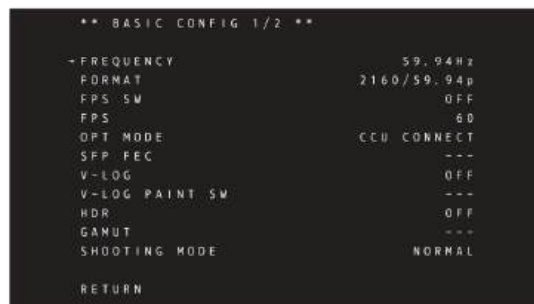 ** BASIC CONFIG 1/2 **
→FREQUENCY 59.94Hz
FORMAT 2160/59.94p
FPS SW OFF
FPS 60
OPT MODE CCU CONNECT
SFP FEC ---
V-LOG OFF
V-LOG PAINT SW ---
HDR OFF
GAMUT ---
SHOOTING MODE NORMAL
RETURN